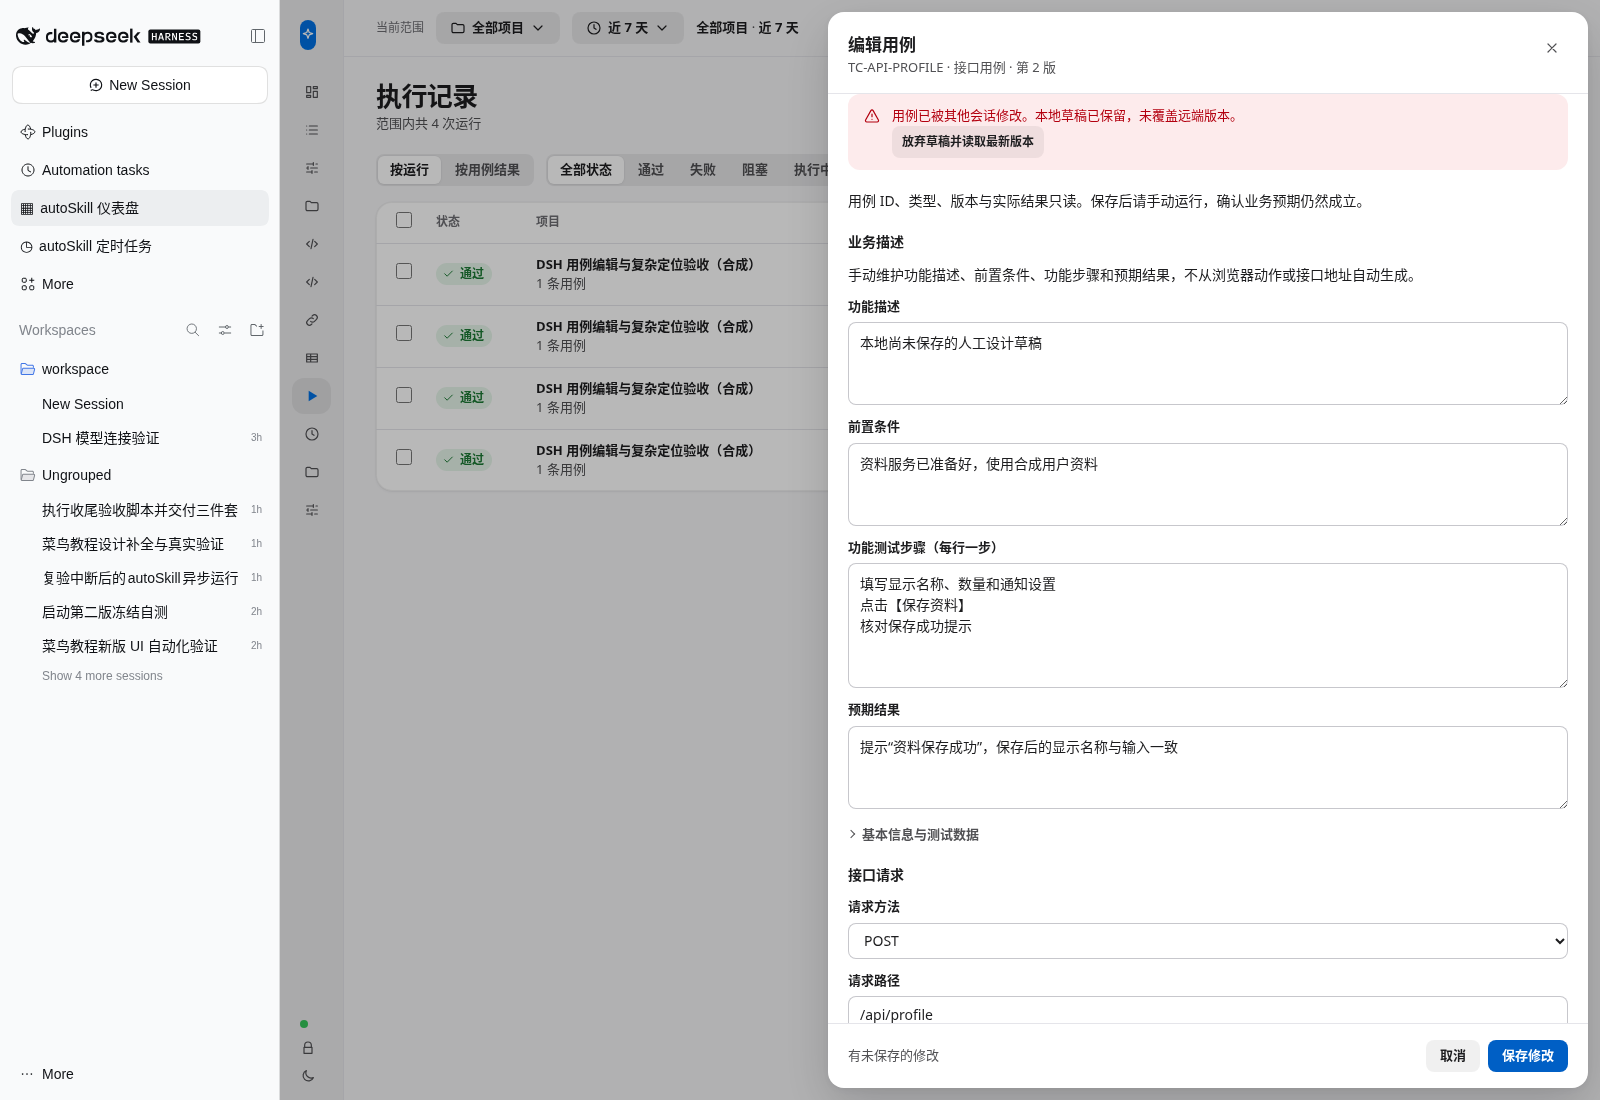 deepseek HARNESS
New Session
Plugins
Automation tasks
autoSkill 仪表盘
autoSkill 定时任务
More
Workspaces
workspace
New Session
DSH 模型连接验证 3h
Ungrouped
执行收尾验收脚本并交付三件套 1h
菜鸟教程设计补全与真实验证 1h
复验中断后的autoSkill异步运行 1h
启动第二版冻结自测 2h
菜鸟教程新版 UI 自动化验证 2h
Show 4 more sessions
More
当前范围 全部项目 近 7 天 全部项目 · 近 7 天
执行记录
范围内共 4 次运行
按运行 按用例结果 全部状态 通过 失败 阻塞 执行中
状态 项目
通过 DSH 用例编辑与复杂定位验收（合成）
1 条用例
通过 DSH 用例编辑与复杂定位验收（合成）
1 条用例
通过 DSH 用例编辑与复杂定位验收（合成）
1 条用例
通过 DSH 用例编辑与复杂定位验收（合成）
1 条用例
编辑用例
TC-API-PROFILE · 接口用例 · 第 2 版
用例已被其他会话修改。本地草稿已保留，未覆盖远端版本。
放弃草稿并读取最新版本
用例 ID、类型、版本与实际结果只读。保存后请手动运行，确认业务预期仍然成立。
业务描述
手动维护功能描述、前置条件、功能步骤和预期结果，不从浏览器动作或接口地址自动生成。
功能描述
本地尚未保存的人工设计草稿
前置条件
资料服务已准备好，使用合成用户资料
功能测试步骤（每行一步）
填写显示名称、数量和通知设置
点击【保存资料】
核对保存成功提示
预期结果
提示“资料保存成功”，保存后的显示名称与输入一致
基本信息与测试数据
接口请求
请求方法
POST
请求路径
/api/profile
有未保存的修改 取消 保存修改